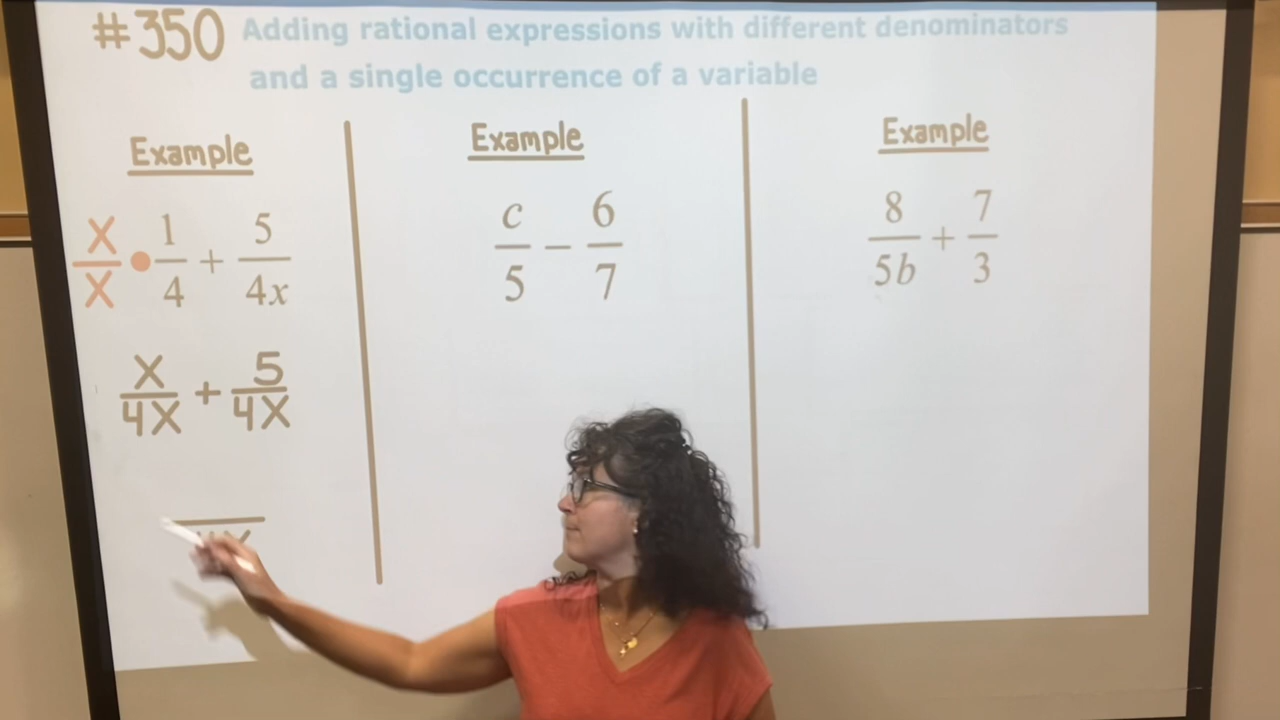 #350 Adding rational expressions with different denominators
and a single occurrence of a variable
Example
X/X • 1/4 + 5/4x
X/4X + 5/4X
4X
Example
c/5 − 6/7
Example
8/5b + 7/3